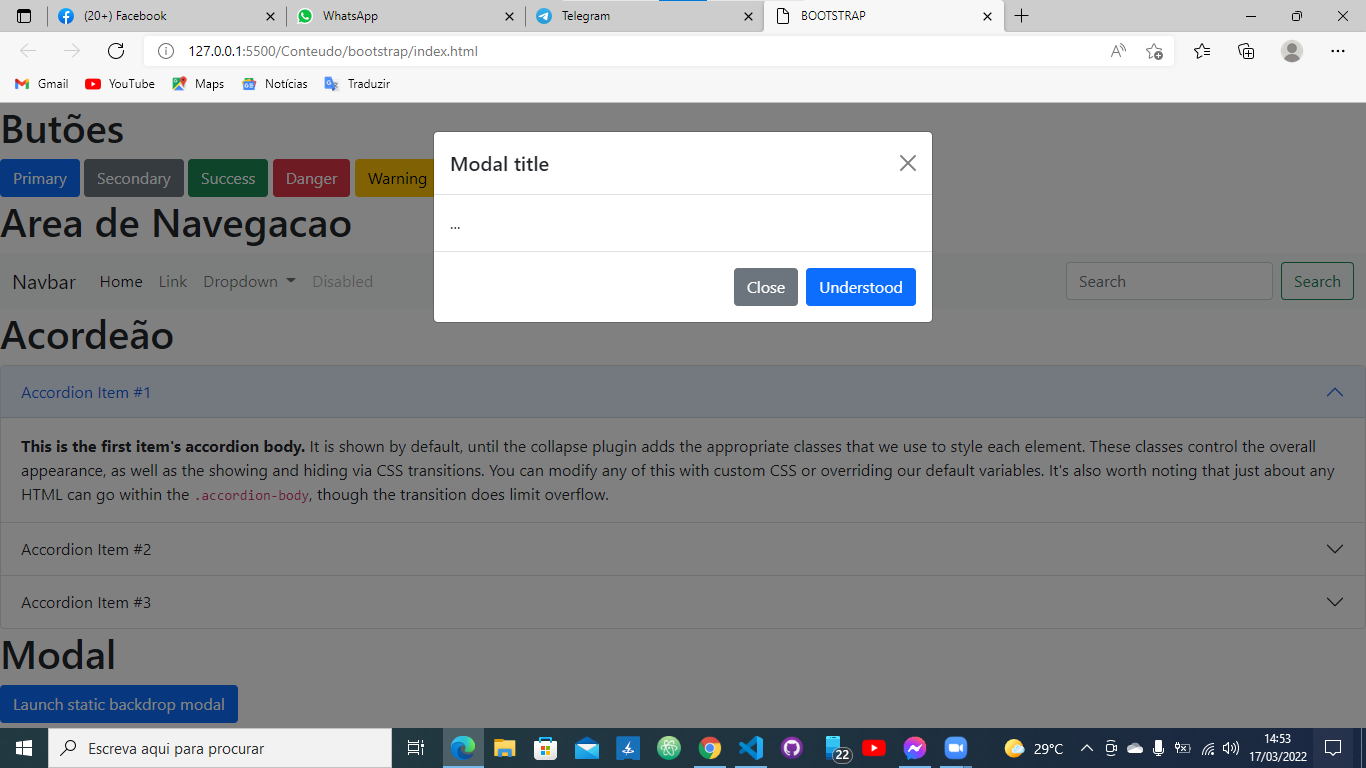 (20+) Facebook
WhatsApp
Telegram
BOOTSTRAP
127.0.0.1:5500/Conteudo/bootstrap/index.html
Gmail
YouTube
Maps
Notícias
Traduzir
Butões
Primary
Secondary
Success
Danger
Warning
Modal title
...
Close
Understood
Area de Navegacao
Navbar
Home
Link
Dropdown
Disabled
Search
Search
Acordeão
Accordion Item #1
This is the first item's accordion body. It is shown by default, until the collapse plugin adds the appropriate classes that we use to style each element. These classes control the overall
appearance, as well as the showing and hiding via CSS transitions. You can modify any of this with custom CSS or overriding our default variables. It's also worth noting that just about any
HTML can go within the .accordion-body, though the transition does limit overflow.
Accordion Item #2
Accordion Item #3
Modal
Launch static backdrop modal
Escreva aqui para procurar
22
29°C
14:53
17/03/2022